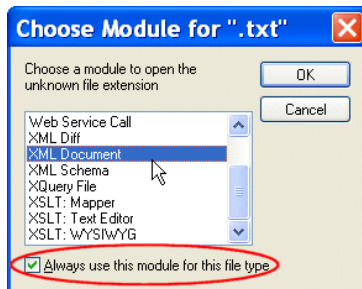 Choose Module for ".txt"
Choose a module to open the
unknown file extension
OK
Cancel
Web Service Call
XML Diff
XML Document
XML Schema
XQuery File
XSLT: Mapper
XSLT: Text Editor
XSLT: WYSIWYG
Always use this module for this file type